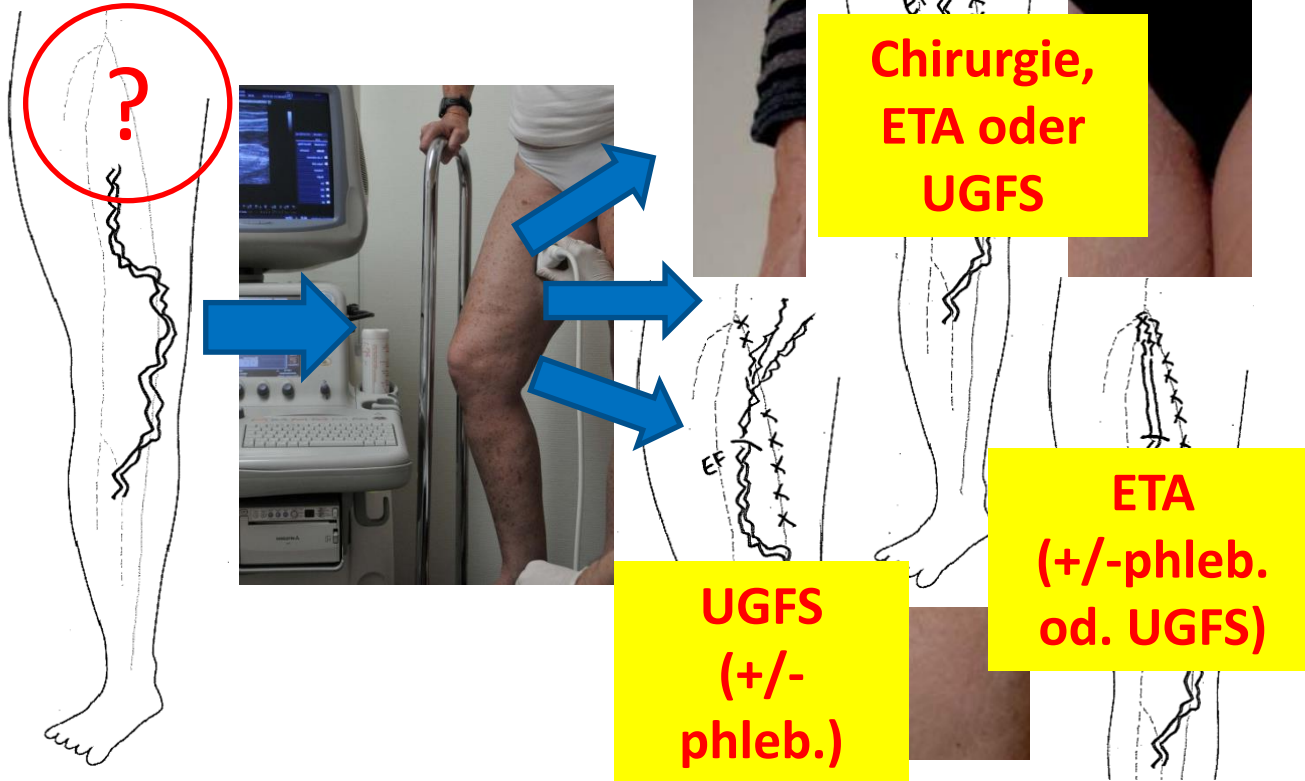 ?
Chirurgie,
ETA oder
UGFS
EF
UGFS
(+/-
phleb.)
ETA
(+/-phleb.
od. UGFS)